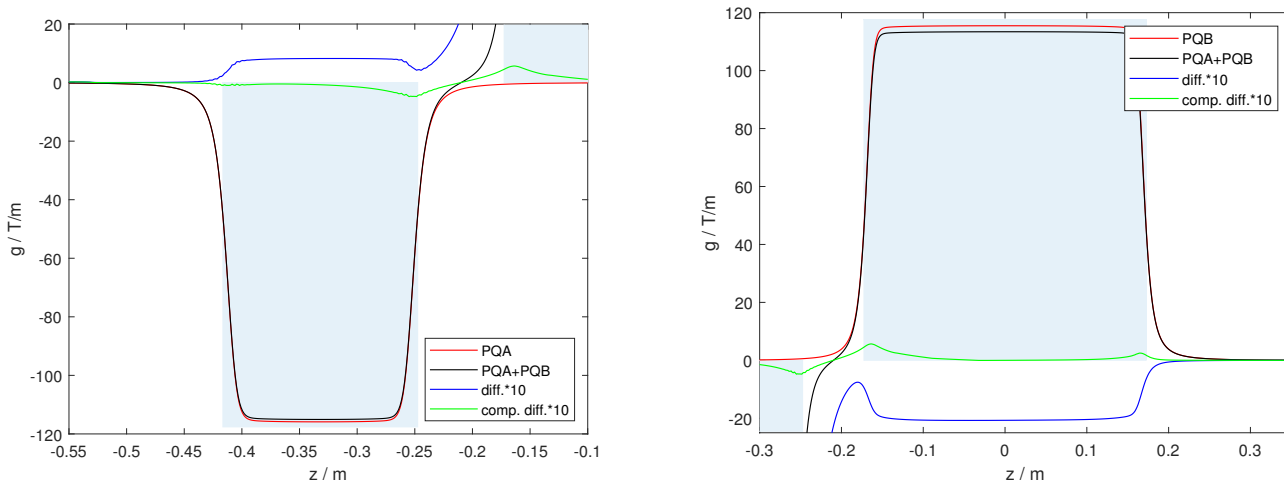 20
0
-20
-40
-60
-80
-100
-120
g / T/m
-0.55
-0.5
-0.45
-0.4
-0.35
-0.3
-0.25
-0.2
-0.15
-0.1
z / m
PQA
PQA+PQB
diff.*10
comp. diff.*10
120
100
80
60
40
20
0
-20
g / T/m
-0.3
-0.2
-0.1
0
0.1
0.2
0.3
z / m
PQB
PQA+PQB
diff.*10
comp. diff.*10